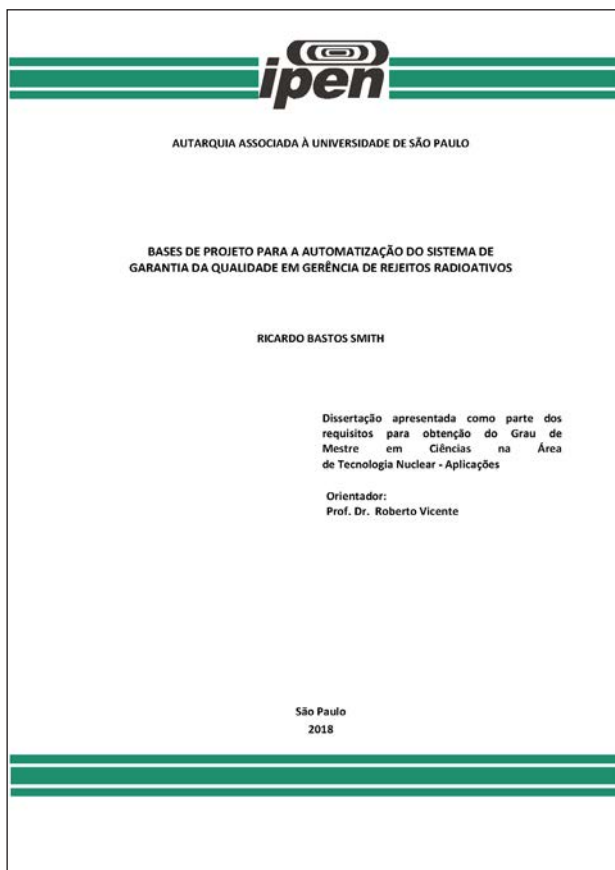 ipen
AUTARQUIA ASSOCIADA À UNIVERSIDADE DE SÃO PAULO
BASES DE PROJETO PARA A AUTOMATIZAÇÃO DO SISTEMA DE
GARANTIA DA QUALIDADE EM GERÊNCIA DE REJEITOS RADIOATIVOS
RICARDO BASTOS SMITH
Dissertação apresentada como parte dos
requisitos para obtenção do Grau de
Mestre em Ciências na Área
de Tecnologia Nuclear - Aplicações
Orientador:
Prof. Dr. Roberto Vicente
São Paulo
2018